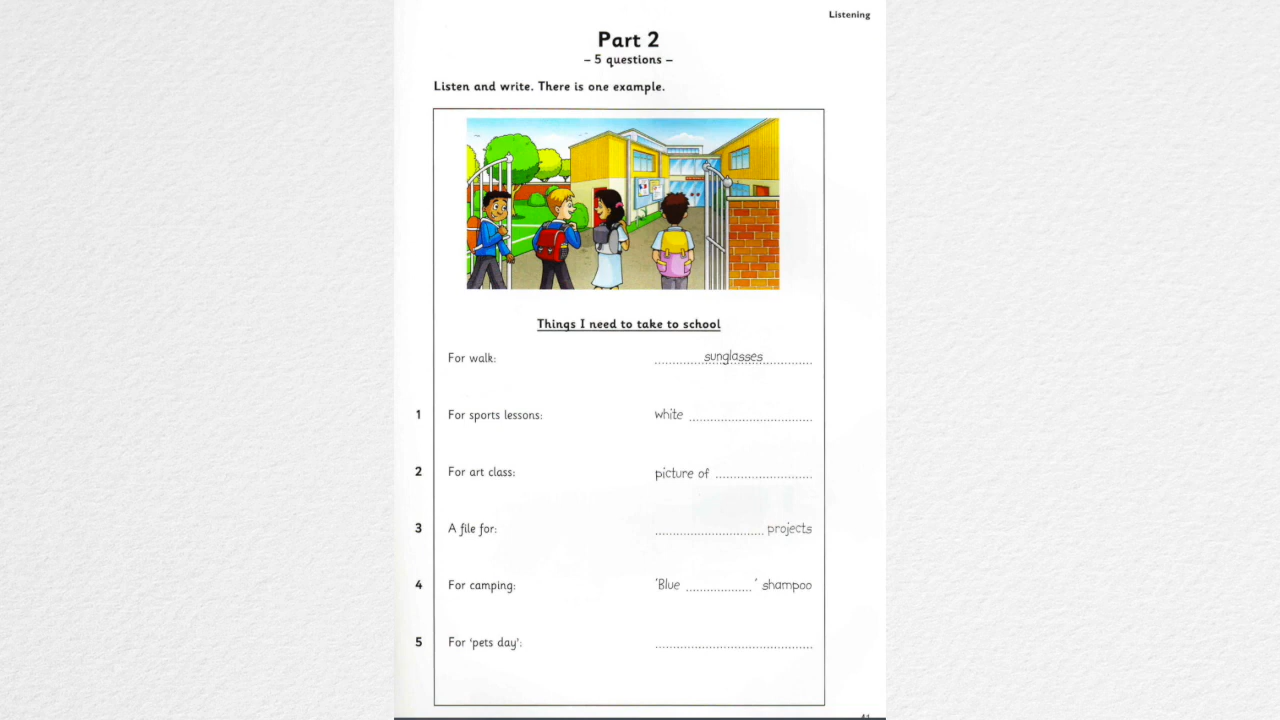 Listening
Part 2
– 5 questions –
Listen and write. There is one example.
Things I need to take to school
For walk: sunglasses
1 For sports lessons: white ....................
2 For art class: picture of ....................
3 A file for: .................... projects
4 For camping: ‘Blue ....................’ shampoo
5 For ‘pets day’: ....................